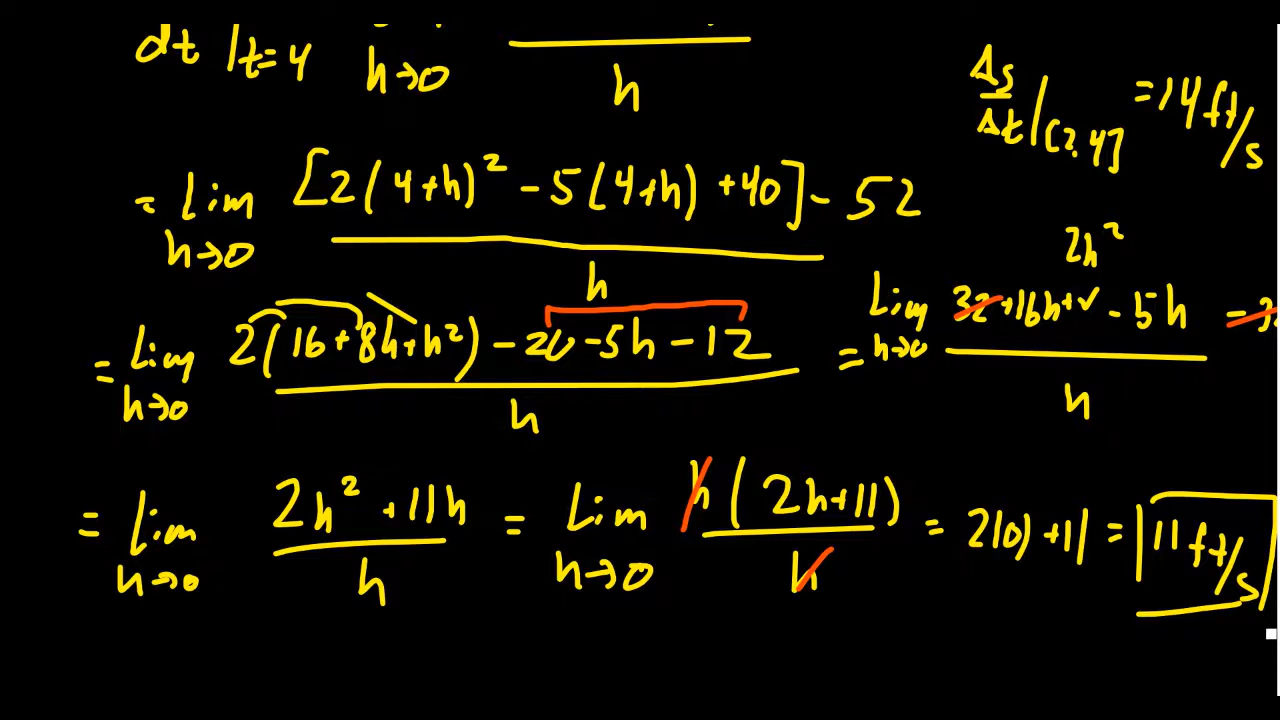 dt |t=4 h→0 h
Δs/Δt |[2,4] = 14 ft/s
= lim h→0 [2(4+h)² - 5(4+h) + 40] - 52 / h
= lim h→0 2(16+8h+h²) - 20 - 5h - 12 / h = lim h→0 32 + 16h + 2h² - 5h - 3 / h
= lim h→0 2h² + 11h / h = lim h→0 h(2h+11) / h = 2(0) + 11 = 11 ft/s